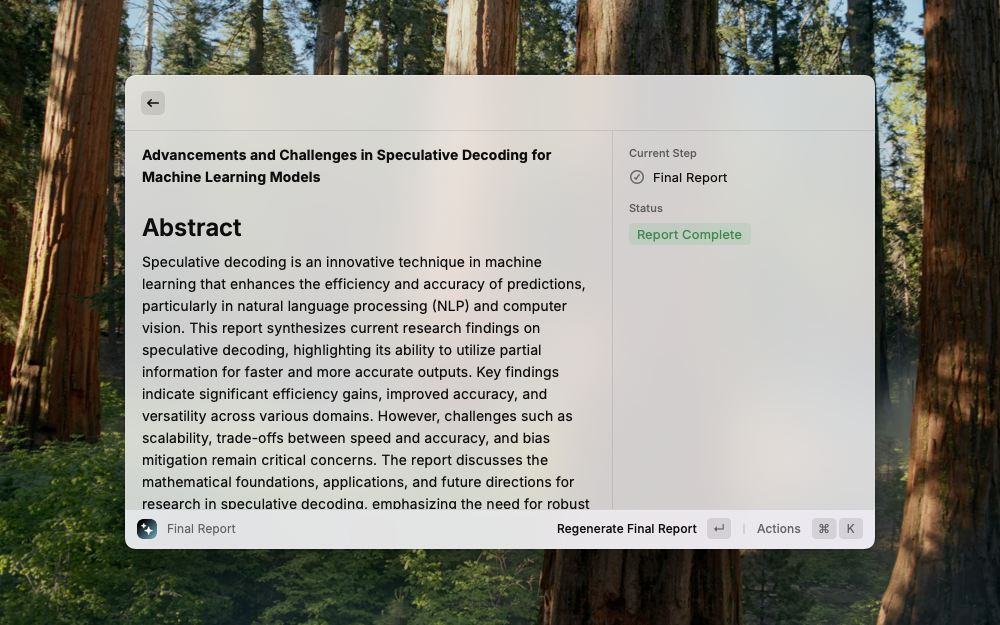 Advancements and Challenges in Speculative Decoding for
Machine Learning Models
Abstract
Speculative decoding is an innovative technique in machine
learning that enhances the efficiency and accuracy of predictions,
particularly in natural language processing (NLP) and computer
vision. This report synthesizes current research findings on
speculative decoding, highlighting its ability to utilize partial
information for faster and more accurate outputs. Key findings
indicate significant efficiency gains, improved accuracy, and
versatility across various domains. However, challenges such as
scalability, trade-offs between speed and accuracy, and bias
mitigation remain critical concerns. The report discusses the
mathematical foundations, applications, and future directions for
research in speculative decoding, emphasizing the need for robust
Current Step
Final Report
Status
Report Complete
Final Report
Regenerate Final Report ↵ | Actions ⌘ K